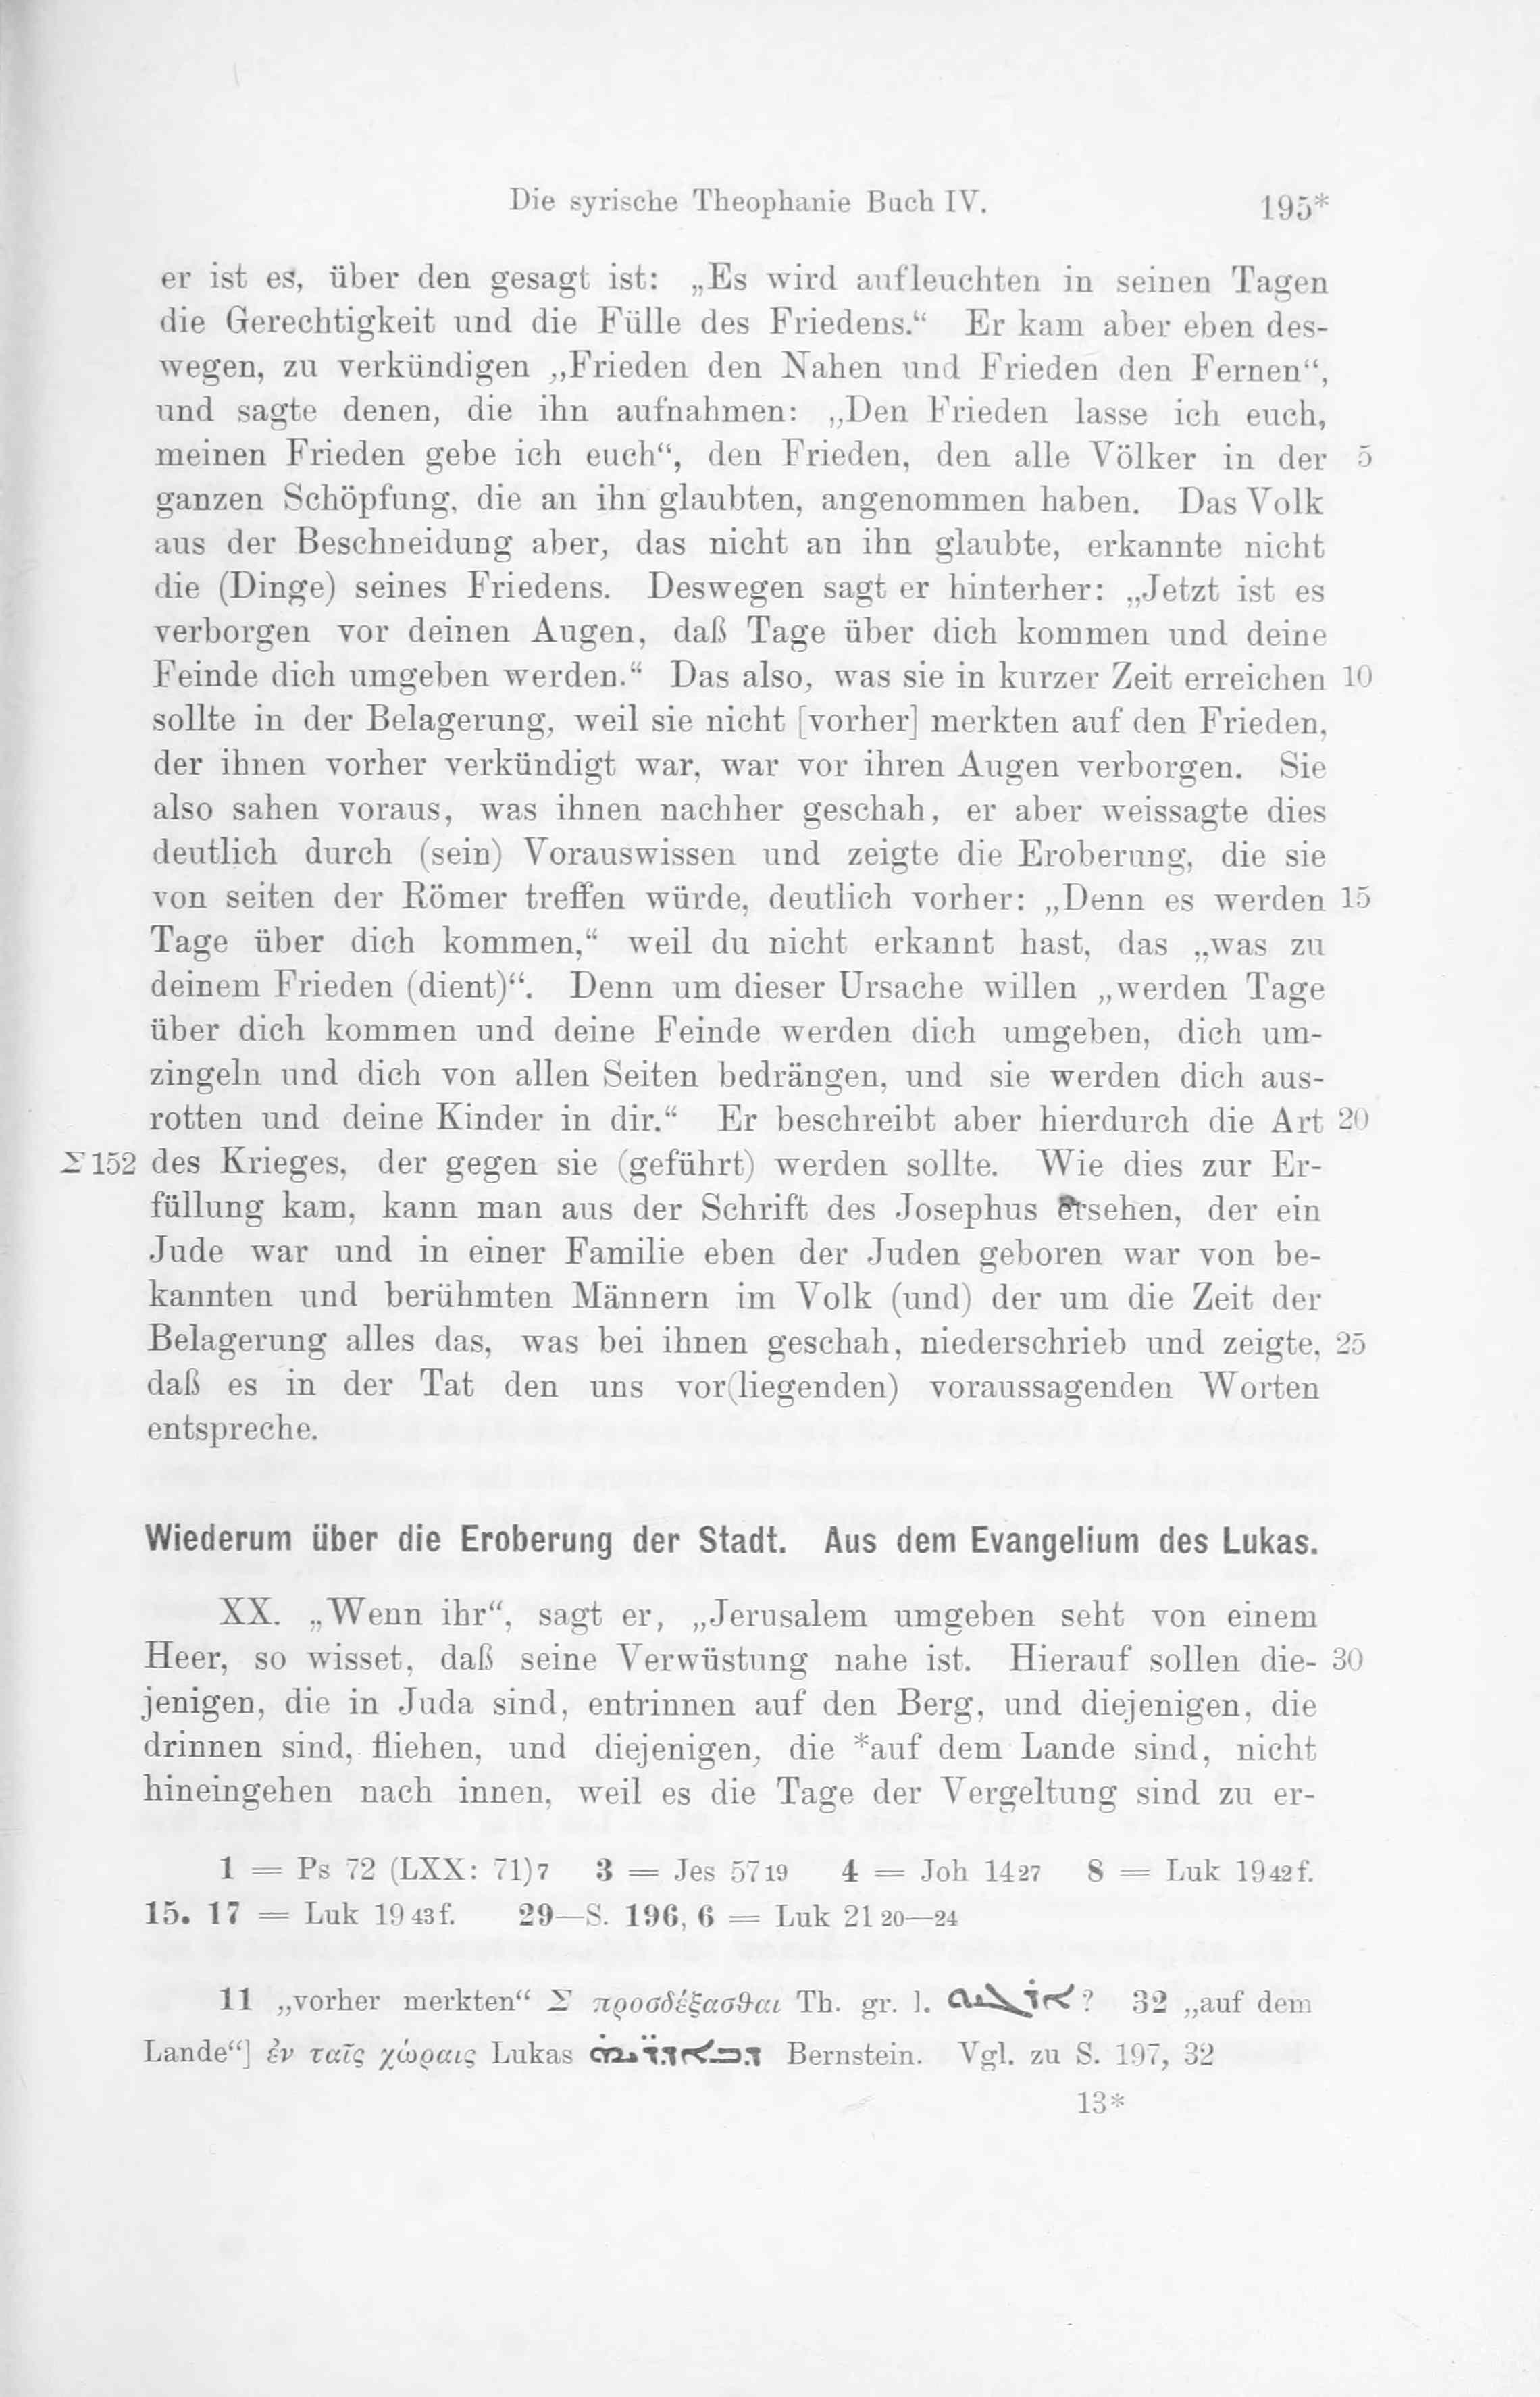 Die syrische Theophanie Buch IV. 195*
er ist es, über den gesagt ist: „Es wird aufleuchten in seinen Tagen
die Gerechtigkeit und die Fülle des Friedens.“ Er kam aber eben des-
wegen, zu verkündigen „Frieden den Nahen und Frieden den Fernen“,
und sagte denen, die ihn aufnahmen: „Den Frieden lasse ich euch,
meinen Frieden gebe ich euch“, den Frieden, den alle Völker in der 5
ganzen Schöpfung, die an ihn glaubten, angenommen haben. Das Volk
aus der Beschneidung aber, das nicht an ihn glaubte, erkannte nicht
die (Dinge) seines Friedens. Deswegen sagt er hinterher: „Jetzt ist es
verborgen vor deinen Augen, daß Tage über dich kommen und deine
Feinde dich umgeben werden.“ Das also, was sie in kurzer Zeit erreichen 10
sollte in der Belagerung, weil sie nicht [vorher] merkten auf den Frieden,
der ihnen vorher verkündigt war, war vor ihren Augen verborgen. Sie
also sahen voraus, was ihnen nachher geschah, er aber weissagte dies
deutlich durch (sein) Vorauswissen und zeigte die Eroberung, die sie
von seiten der Römer treffen würde, deutlich vorher: „Denn es werden 15
Tage über dich kommen,“ weil du nicht erkannt hast, das „was zu
deinem Frieden (dient)“. Denn um dieser Ursache willen „werden Tage
über dich kommen und deine Feinde werden dich umgeben, dich um-
zingeln und dich von allen Seiten bedrängen, und sie werden dich aus-
rotten und deine Kinder in dir.“ Er beschreibt aber hierdurch die Art 20
Σ 152 des Krieges, der gegen sie (geführt) werden sollte. Wie dies zur Er-
füllung kam, kann man aus der Schrift des Josephus ersehen, der ein
Jude war und in einer Familie eben der Juden geboren war von be-
kannten und berühmten Männern im Volk (und) der um die Zeit der
Belagerung alles das, was bei ihnen geschah, niederschrieb und zeigte, 25
daß es in der Tat den uns vor(liegenden) voraussagenden Worten
entspreche.
Wiederum über die Eroberung der Stadt. Aus dem Evangelium des Lukas.
XX. „Wenn ihr“, sagt er, „Jerusalem umgeben seht von einem
Heer, so wisset, daß seine Verwüstung nahe ist. Hierauf sollen die- 30
jenigen, die in Juda sind, entrinnen auf den Berg, und diejenigen, die
drinnen sind, fliehen, und diejenigen, die *auf dem Lande sind, nicht
hineingehen nach innen, weil es die Tage der Vergeltung sind zu er-
1 = Ps 72 (LXX: 71) 7 3 = Jes 57 19 4 = Joh 14 27 8 = Luk 19 42 f.
15. 17 = Luk 19 43 f. 29—S. 196, 6 = Luk 21 20—24
11 „vorher merkten“ Σ προσδέξασθαι Th. gr. l. ? 32 „auf dem
Lande“] ἐν ταῖς χώραις Lukas Bernstein. Vgl. zu S. 197, 32
13*